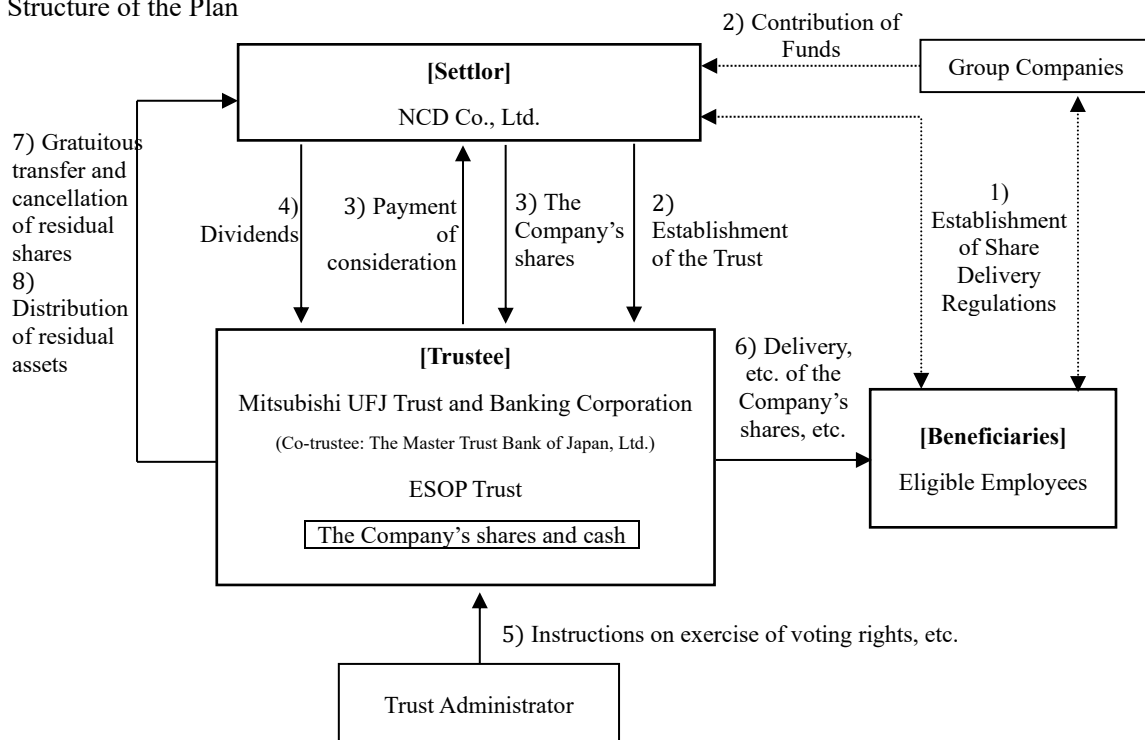 Structure of the Plan
2) Contribution of
Funds
Group Companies
[Settlor]
NCD Co., Ltd.
7) Gratuitous
transfer and
cancellation
of residual
shares
8)
Distribution
of residual
assets
4)
Dividends
3) Payment
of
consideration
3) The
Company’s
shares
2)
Establishment
of the Trust
1)
Establishment
of Share
Delivery
Regulations
[Trustee]
Mitsubishi UFJ Trust and Banking Corporation
(Co-trustee: The Master Trust Bank of Japan, Ltd.)
ESOP Trust
The Company’s shares and cash
6) Delivery,
etc. of the
Company’s
shares, etc.
[Beneficiaries]
Eligible Employees
5) Instructions on exercise of voting rights, etc.
Trust Administrator